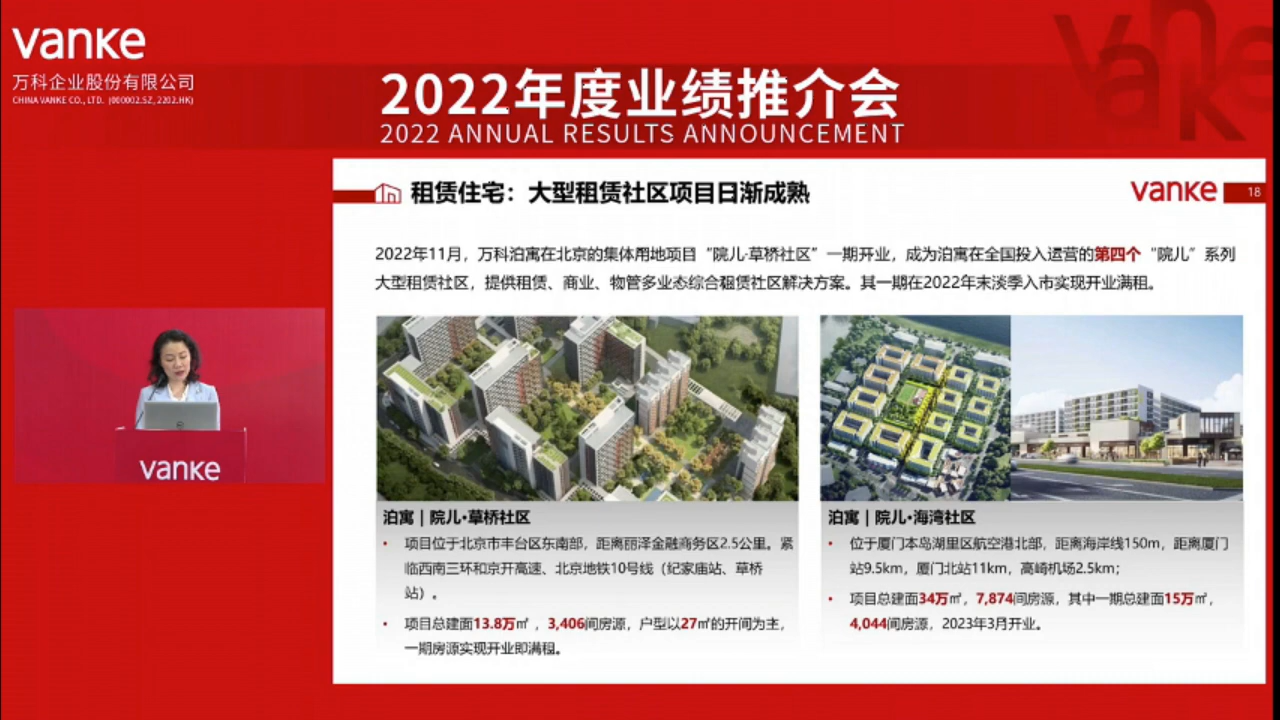 vanke
万科企业股份有限公司
CHINA VANKE CO., LTD. (000002.SZ, 2202.HK)
2022年度业绩推介会
2022 ANNUAL RESULTS ANNOUNCEMENT
vanke
租赁住宅：大型租赁社区项目日渐成熟
vanke
18
2022年11月，万科泊寓在北京的集体用地项目“院儿·草桥社区”一期开业，成为泊寓在全国投入运营的第四个“院儿”系列
大型租赁社区，提供租赁、商业、物管多业态综合租赁社区解决方案。其一期在2022年末淡季入市实现开业满租。
泊寓 | 院儿·草桥社区
• 项目位于北京市丰台区东南部，距离丽泽金融商务区2.5公里。紧
临西南三环和京开高速、北京地铁10号线（纪家庙站、草桥
站）。
• 项目总建面13.8万㎡，3,406间房源，户型以27㎡的开间为主，
一期房源实现开业即满租。
泊寓 | 院儿·海湾社区
• 位于厦门本岛湖里区航空港北部，距离海岸线150m，距离厦门
站9.5km，厦门北站11km，高崎机场2.5km；
• 项目总建面34万㎡，7,874间房源，其中一期总建面15万㎡，
4,044间房源，2023年3月开业。
vanke